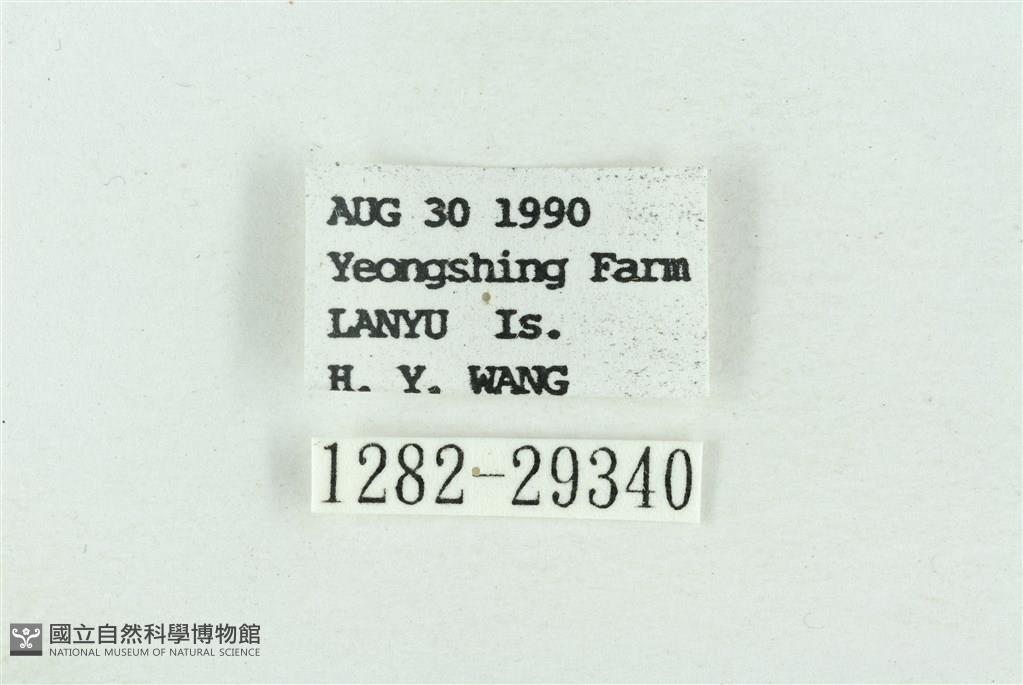 AUG 30 1990
Yeongshing Farm
LANYU Is.
H. Y. WANG
1282-29340
國立自然科學博物館
NATIONAL MUSEUM OF NATURAL SCIENCE